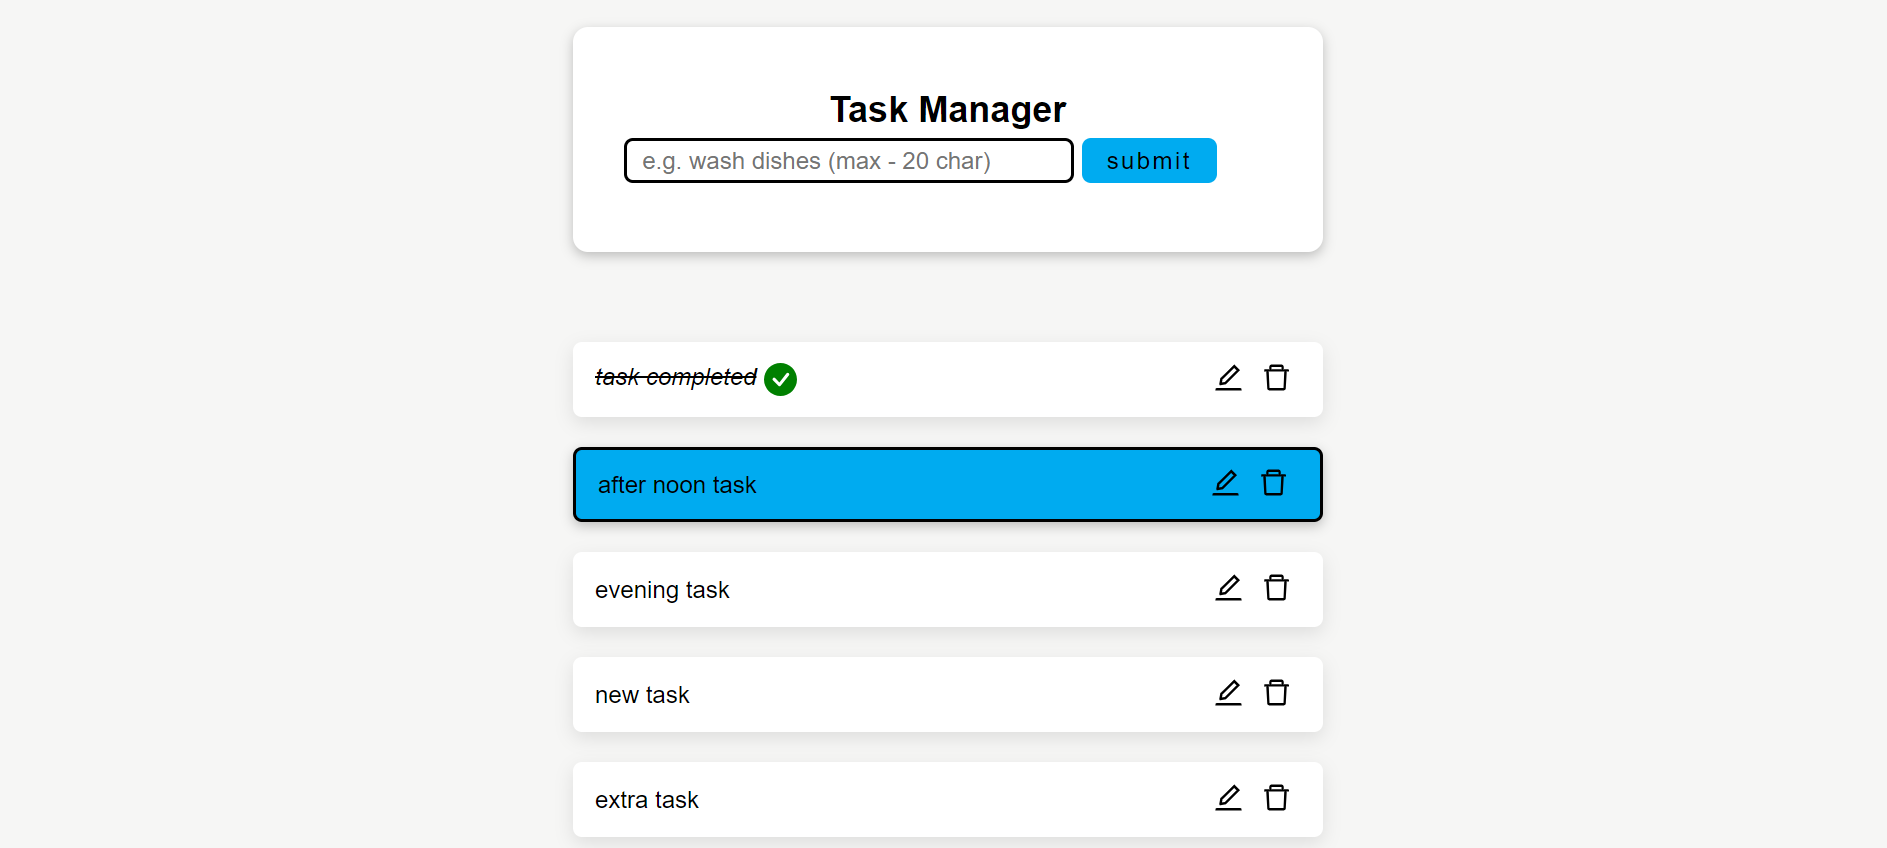 Task Manager
e.g. wash dishes (max - 20 char) submit
task completed
after noon task
evening task
new task
extra task